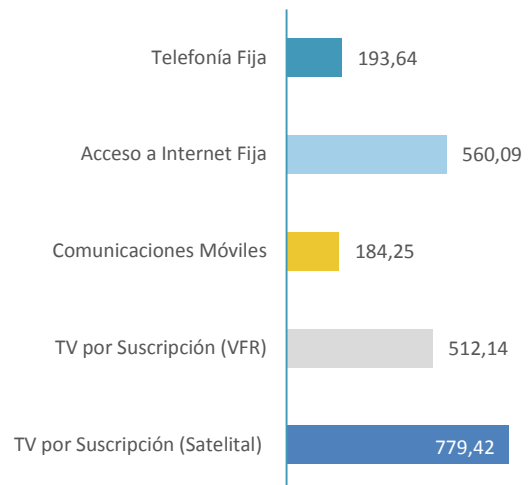 Telefonía Fija 193,64
Acceso a Internet Fija 560,09
Comunicaciones Móviles 184,25
TV por Suscripción (VFR) 512,14
TV por Suscripción (Satelital) 779,42